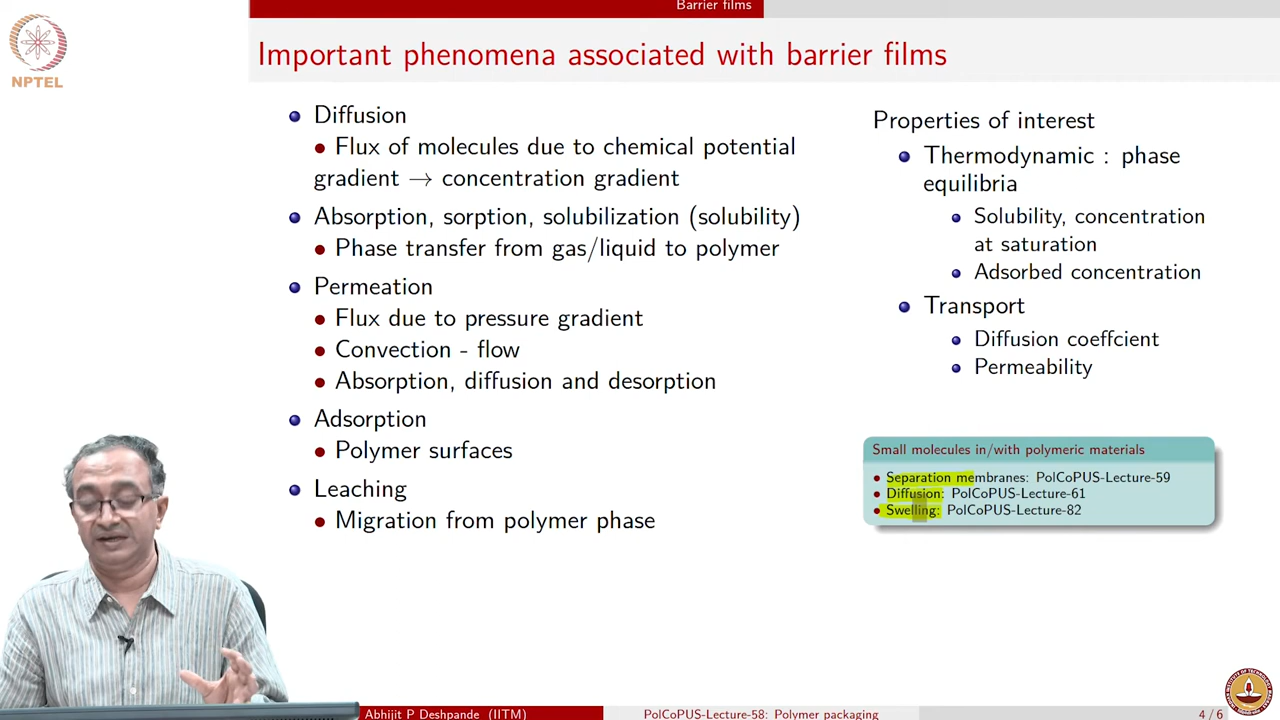 Barrier films
NPTEL
Important phenomena associated with barrier films
Diffusion
Flux of molecules due to chemical potential
gradient → concentration gradient
Absorption, sorption, solubilization (solubility)
Phase transfer from gas/liquid to polymer
Permeation
Flux due to pressure gradient
Convection - flow
Absorption, diffusion and desorption
Adsorption
Polymer surfaces
Leaching
Migration from polymer phase
Properties of interest
Thermodynamic : phase
equilibria
Solubility, concentration
at saturation
Adsorbed concentration
Transport
Diffusion coeffcient
Permeability
Small molecules in/with polymeric materials
Separation membranes: PolCoPUS-Lecture-59
Diffusion: PolCoPUS-Lecture-61
Swelling: PolCoPUS-Lecture-82
Abhijit P Deshpande (IITM)
PolCoPUS-Lecture-58: Polymer packaging
4 / 6